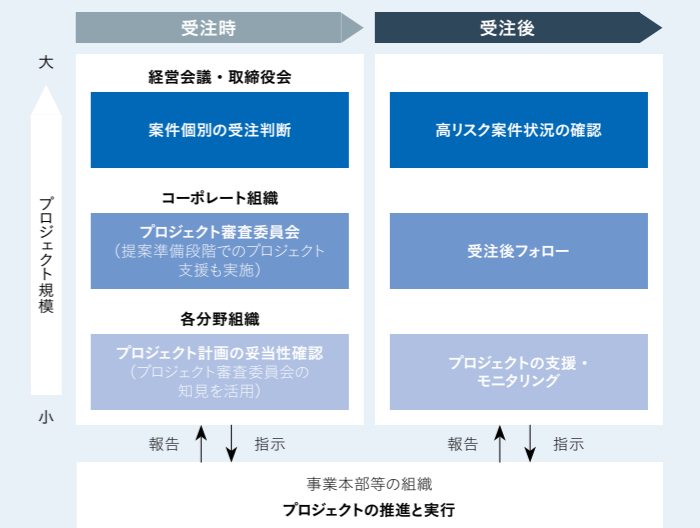 受注時
受注後
大
プロジェクト規模
小
経営会議・取締役会
案件個別の受注判断
高リスク案件状況の確認
コーポレート組織
プロジェクト審査委員会
（提案準備段階でのプロジェクト
支援も実施）
受注後フォロー
各分野組織
プロジェクト計画の妥当性確認
（プロジェクト審査委員会の
知見を活用）
プロジェクトの支援・
モニタリング
報告
指示
報告
指示
事業本部等の組織
プロジェクトの推進と実行